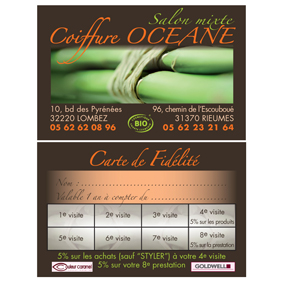 Salon mixte
Coiffure OCEANE
10, bd des Pyrénées
32220 LOMBEZ
05 62 62 08 96
BIO
96, chemin de l'Escouboué
31370 RIEUMES
05 62 23 21 64
Carte de Fidélité
Nom :
Valable 1 an à compter du
1e visite 2e visite 3e visite 4e visite
5% sur les produits
5e visite 6e visite 7e visite 8e visite
5% sur la prestation
5% sur les achats (sauf "STYLER") à votre 4e visite
5% sur votre 8e prestation
couleur caramel
GOLDWELL